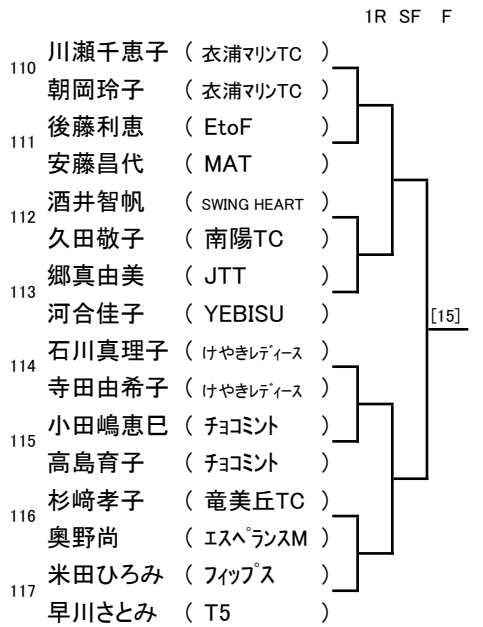 1R SF F
110 川瀬千恵子 ( 衣浦マリンTC )
朝岡玲子 ( 衣浦マリンTC )
111 後藤利恵 ( EtoF )
安藤昌代 ( MAT )
112 酒井智帆 ( SWING HEART )
久田敬子 ( 南陽TC )
113 郷真由美 ( JTT )
河合佳子 ( YEBISU )
[15]
114 石川真理子 ( けやきレディース )
寺田由希子 ( けやきレディース )
115 小田嶋恵巳 ( チョコミント )
高島育子 ( チョコミント )
116 杉﨑孝子 ( 竜美丘TC )
奥野尚 ( エスペランスM )
117 米田ひろみ ( フィップス )
早川さとみ ( T5 )